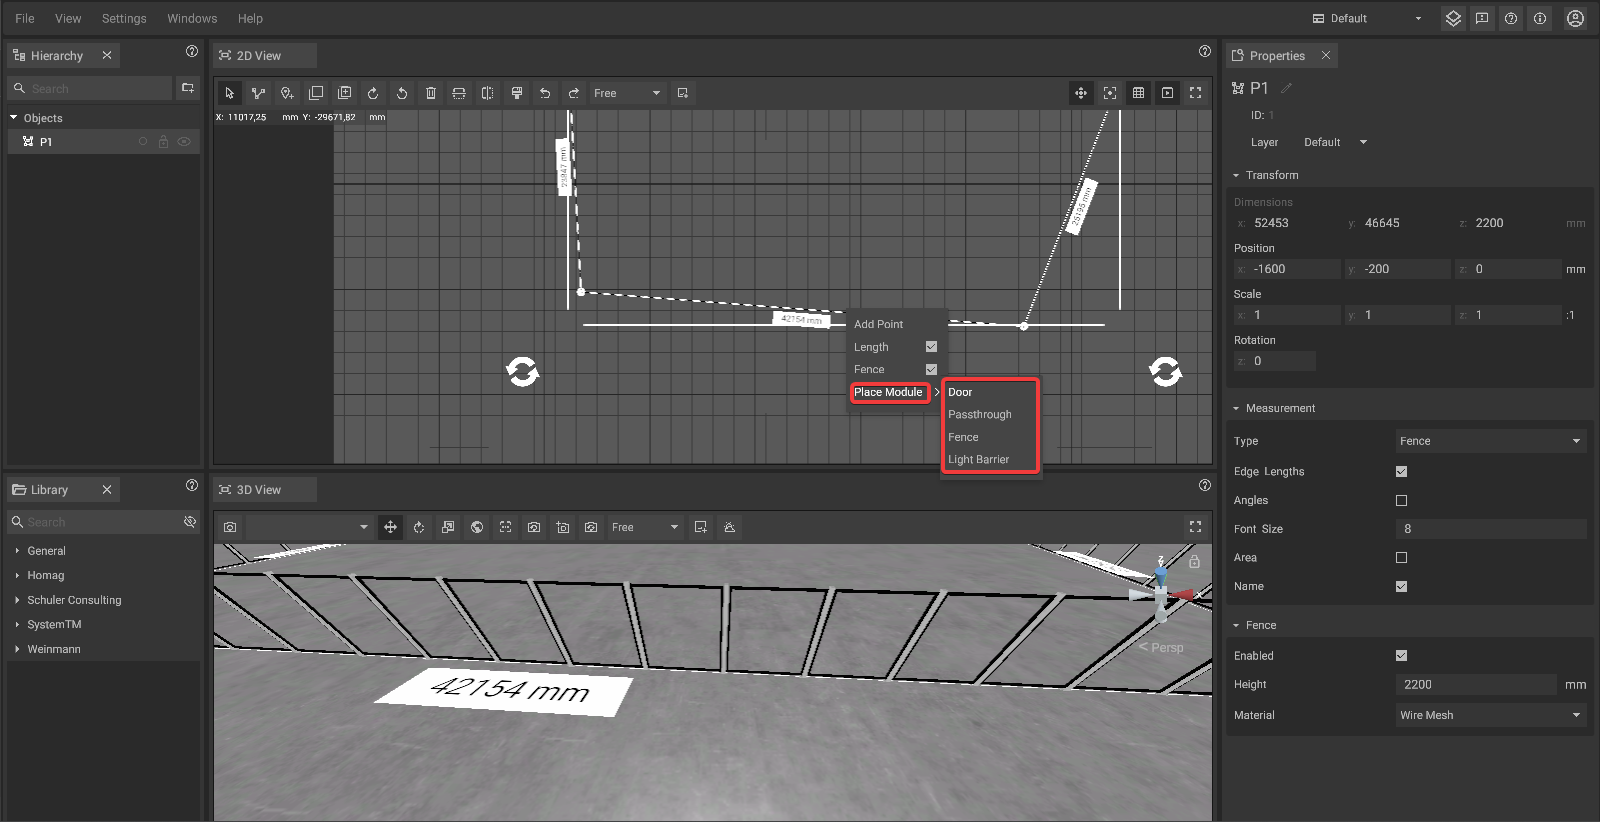 File View Settings Windows Help
Default
Hierarchy
Search
Objects
P1
2D View
Free
X: 11017,25 mm Y: -29671,82 mm
23847 mm
25195 mm
42154 mm
Add Point
Length
Fence
Place Module
Door
Passthrough
Fence
Light Barrier
Library
Search
General
Homag
Schuler Consulting
SystemTM
Weinmann
3D View
Free
42154 mm
Z
X
< Persp
Properties
P1
ID: 1
Layer Default
Transform
Dimensions
x: 52453 y: 46645 z: 2200 mm
Position
x: -1600 y: -200 z: 0 mm
Scale
x: 1 y: 1 z: 1 :1
Rotation
z: 0
Measurement
Type Fence
Edge Lengths
Angles
Font Size 8
Area
Name
Fence
Enabled
Height 2200 mm
Material Wire Mesh